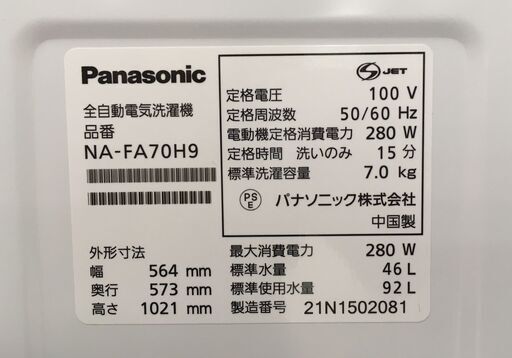 Panasonic
全自動電気洗濯機
品番
NA-FA70H9
外形寸法
幅 564 mm
奥行 573 mm
高さ 1021 mm
S JET
定格電圧 100 V
定格周波数 50/60 Hz
電動機定格消費電力 280 W
定格時間 洗いのみ 15 分
標準洗濯容量 7.0 kg
PS E パナソニック株式会社
中国製
最大消費電力 280 W
標準水量 46 L
標準使用水量 92 L
製造番号 21N1502081